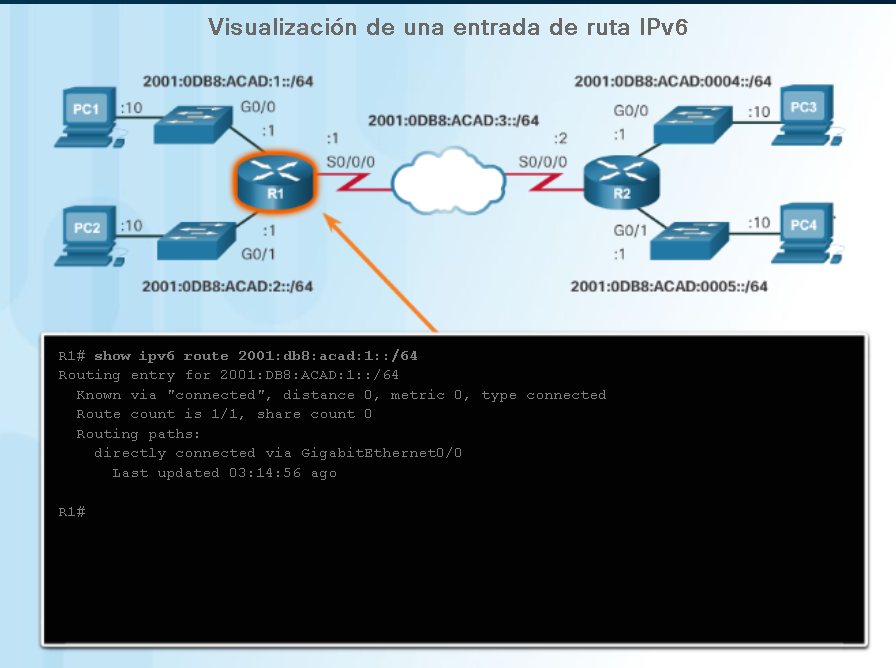 Visualización de una entrada de ruta IPv6
2001:0DB8:ACAD:1::/64
2001:0DB8:ACAD:0004::/64
PC1
:10
G0/0
:1
2001:0DB8:ACAD:3::/64
G0/0
:1
:10
PC3
:1
S0/0/0
:2
S0/0/0
R1
R2
PC2
:10
:1
G0/1
G0/1
:1
:10
PC4
2001:0DB8:ACAD:2::/64
2001:0DB8:ACAD:0005::/64
R1# show ipv6 route 2001:db8:acad:1::/64
Routing entry for 2001:DB8:ACAD:1::/64
Known via "connected", distance 0, metric 0, type connected
Route count is 1/1, share count 0
Routing paths:
directly connected via GigabitEthernet0/0
Last updated 03:14:56 ago
R1#